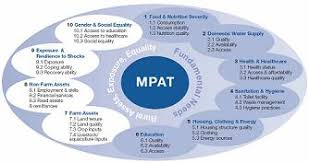 10 Gender & Social Equality
10.1 Access to education
10.2 Access to healthcare
10.3 Social equality
1 Food & Nutrition Security
1.1 Consumption
1.2 Access stability
1.3 Nutrition quality
2 Domestic Water Supply
2.1 Quality
2.2 Availability
2.3 Access
3 Health & Healthcare
3.1 Health status
3.2 Access & affordability
3.3 Healthcare quality
4 Sanitation & Hygiene
4.1 Toilet facility
4.2 Waste management
4.3 Hygiene practices
5 Housing, Clothing & Energy
5.1 Housing structure quality
5.2 Clothing
5.3 Energy sources
6 Education
6.1 Quality
6.2 Availability
6.3 Access
7 Farm Assets
7.1 Land tenure
7.2 Land quality
7.3 Crop inputs
7.4 Livestock/aquaculture inputs
8 Non-Farm Assets
8.1 Employment & skills
8.2 Financial services
8.3 Fixed assets
& remittances
9 Exposure &
Resilience to Shocks
9.1 Exposure
9.2 Coping ability
9.3 Recovery ability
MPAT
Fundamental Needs
Rural Assets, Exposure, Equality